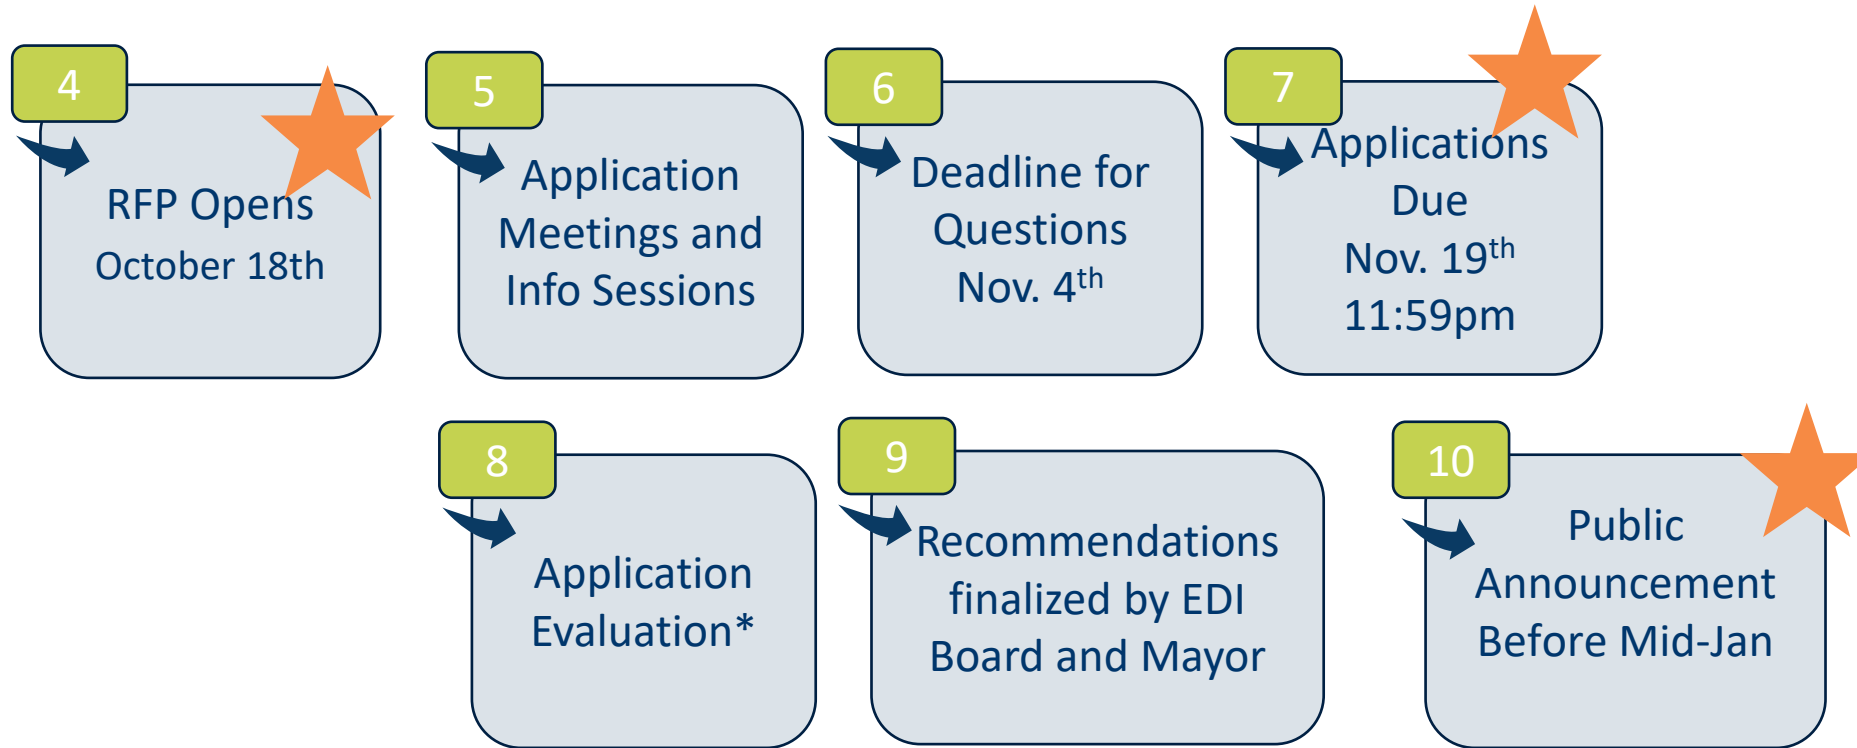 4
RFP Opens
October 18th
5
Application
Meetings and
Info Sessions
6
Deadline for
Questions
Nov. 4th
7
Applications
Due
Nov. 19th
11:59pm
8
Application
Evaluation*
9
Recommendations
finalized by EDI
Board and Mayor
10
Public
Announcement
Before Mid-Jan